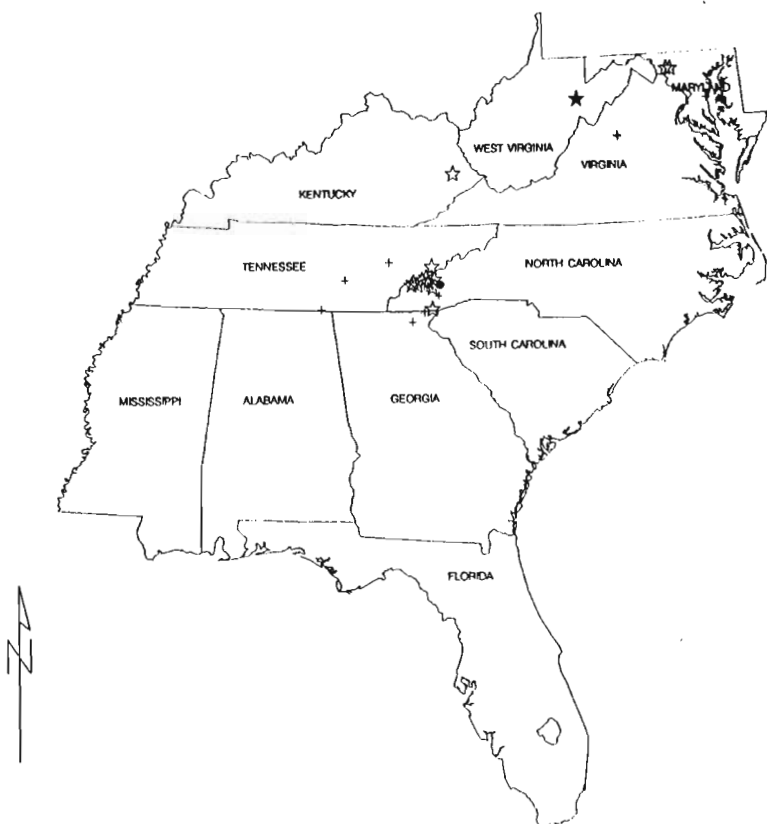 MARYLAND
WEST VIRGINIA
VIRGINIA
KENTUCKY
TENNESSEE
NORTH CAROLINA
SOUTH CAROLINA
MISSISSIPPI
ALABAMA
GEORGIA
FLORIDA
N